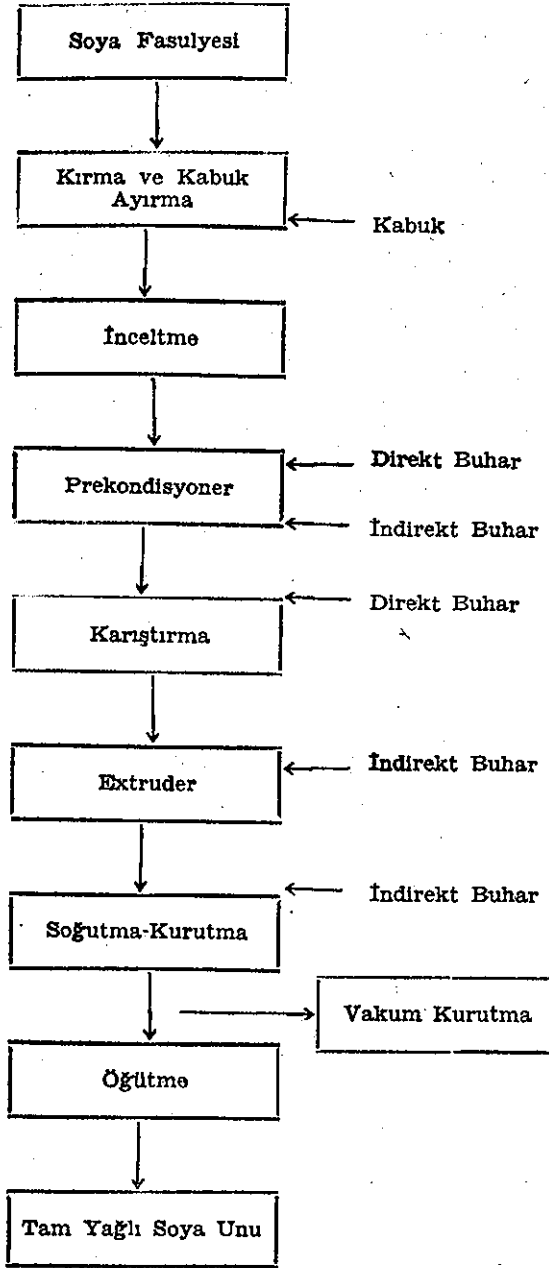 Soya Fasulyesi
Kırma ve Kabuk
Ayırma
Kabuk
İnceltme
Direkt Buhar
Prekondisyoner
İndirekt Buhar
Direkt Buhar
Karıştırma
İndirekt Buhar
Extruder
İndirekt Buhar
Soğutma-Kurutma
Vakum Kurutma
Öğütme
Tam Yağlı Soya Unu